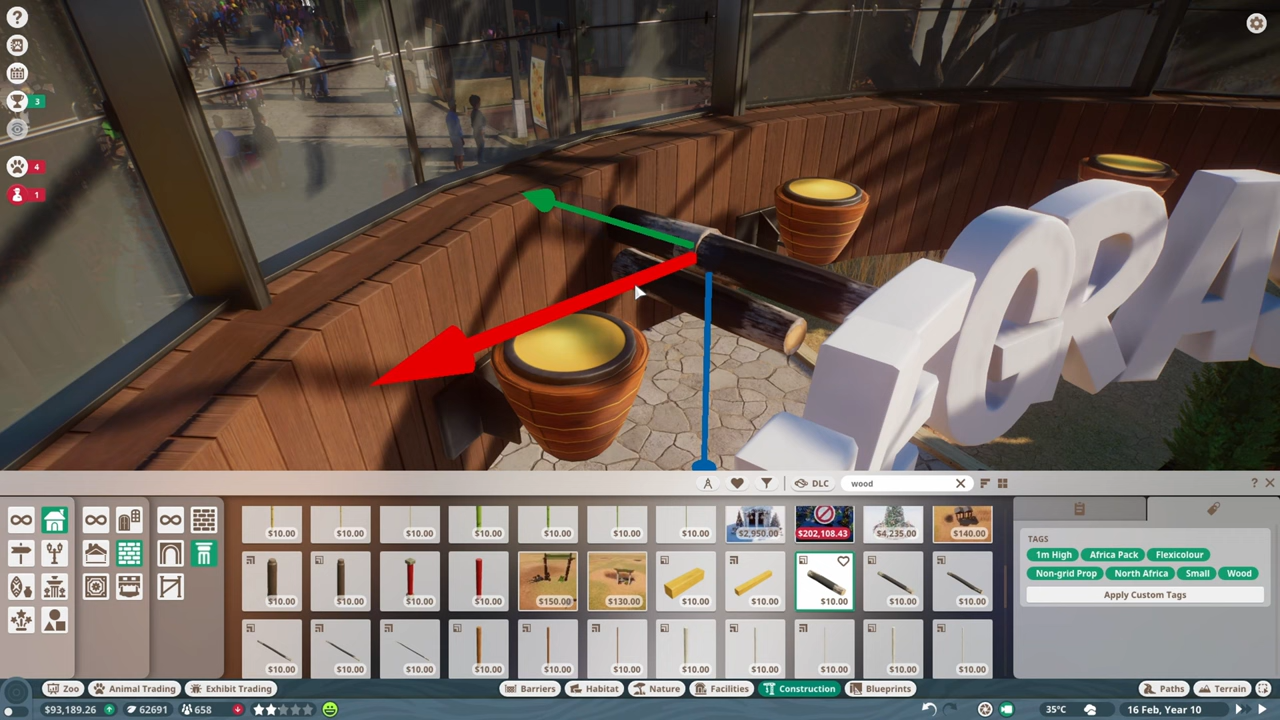 ?
3
4
1
GRA
DLC
wood
?
$10.00 $10.00 $10.00 $10.00 $10.00 $10.00 $10.00 $2,950.00 $202,108.43 $4,235.00 $140.00
$10.00 $10.00 $10.00 $10.00 $150.00 $130.00 $10.00 $10.00 $10.00 $10.00 $10.00
$10.00 $10.00 $10.00 $10.00 $10.00 $10.00 $10.00 $10.00 $10.00 $10.00 $10.00
TAGS
1m High Africa Pack Flexicolour
Non-grid Prop North Africa Small Wood
Apply Custom Tags
Zoo Animal Trading Exhibit Trading Barriers Habitat Nature Facilities Construction Blueprints Paths Terrain
$93,189.26 62691 658 35°C 16 Feb, Year 10